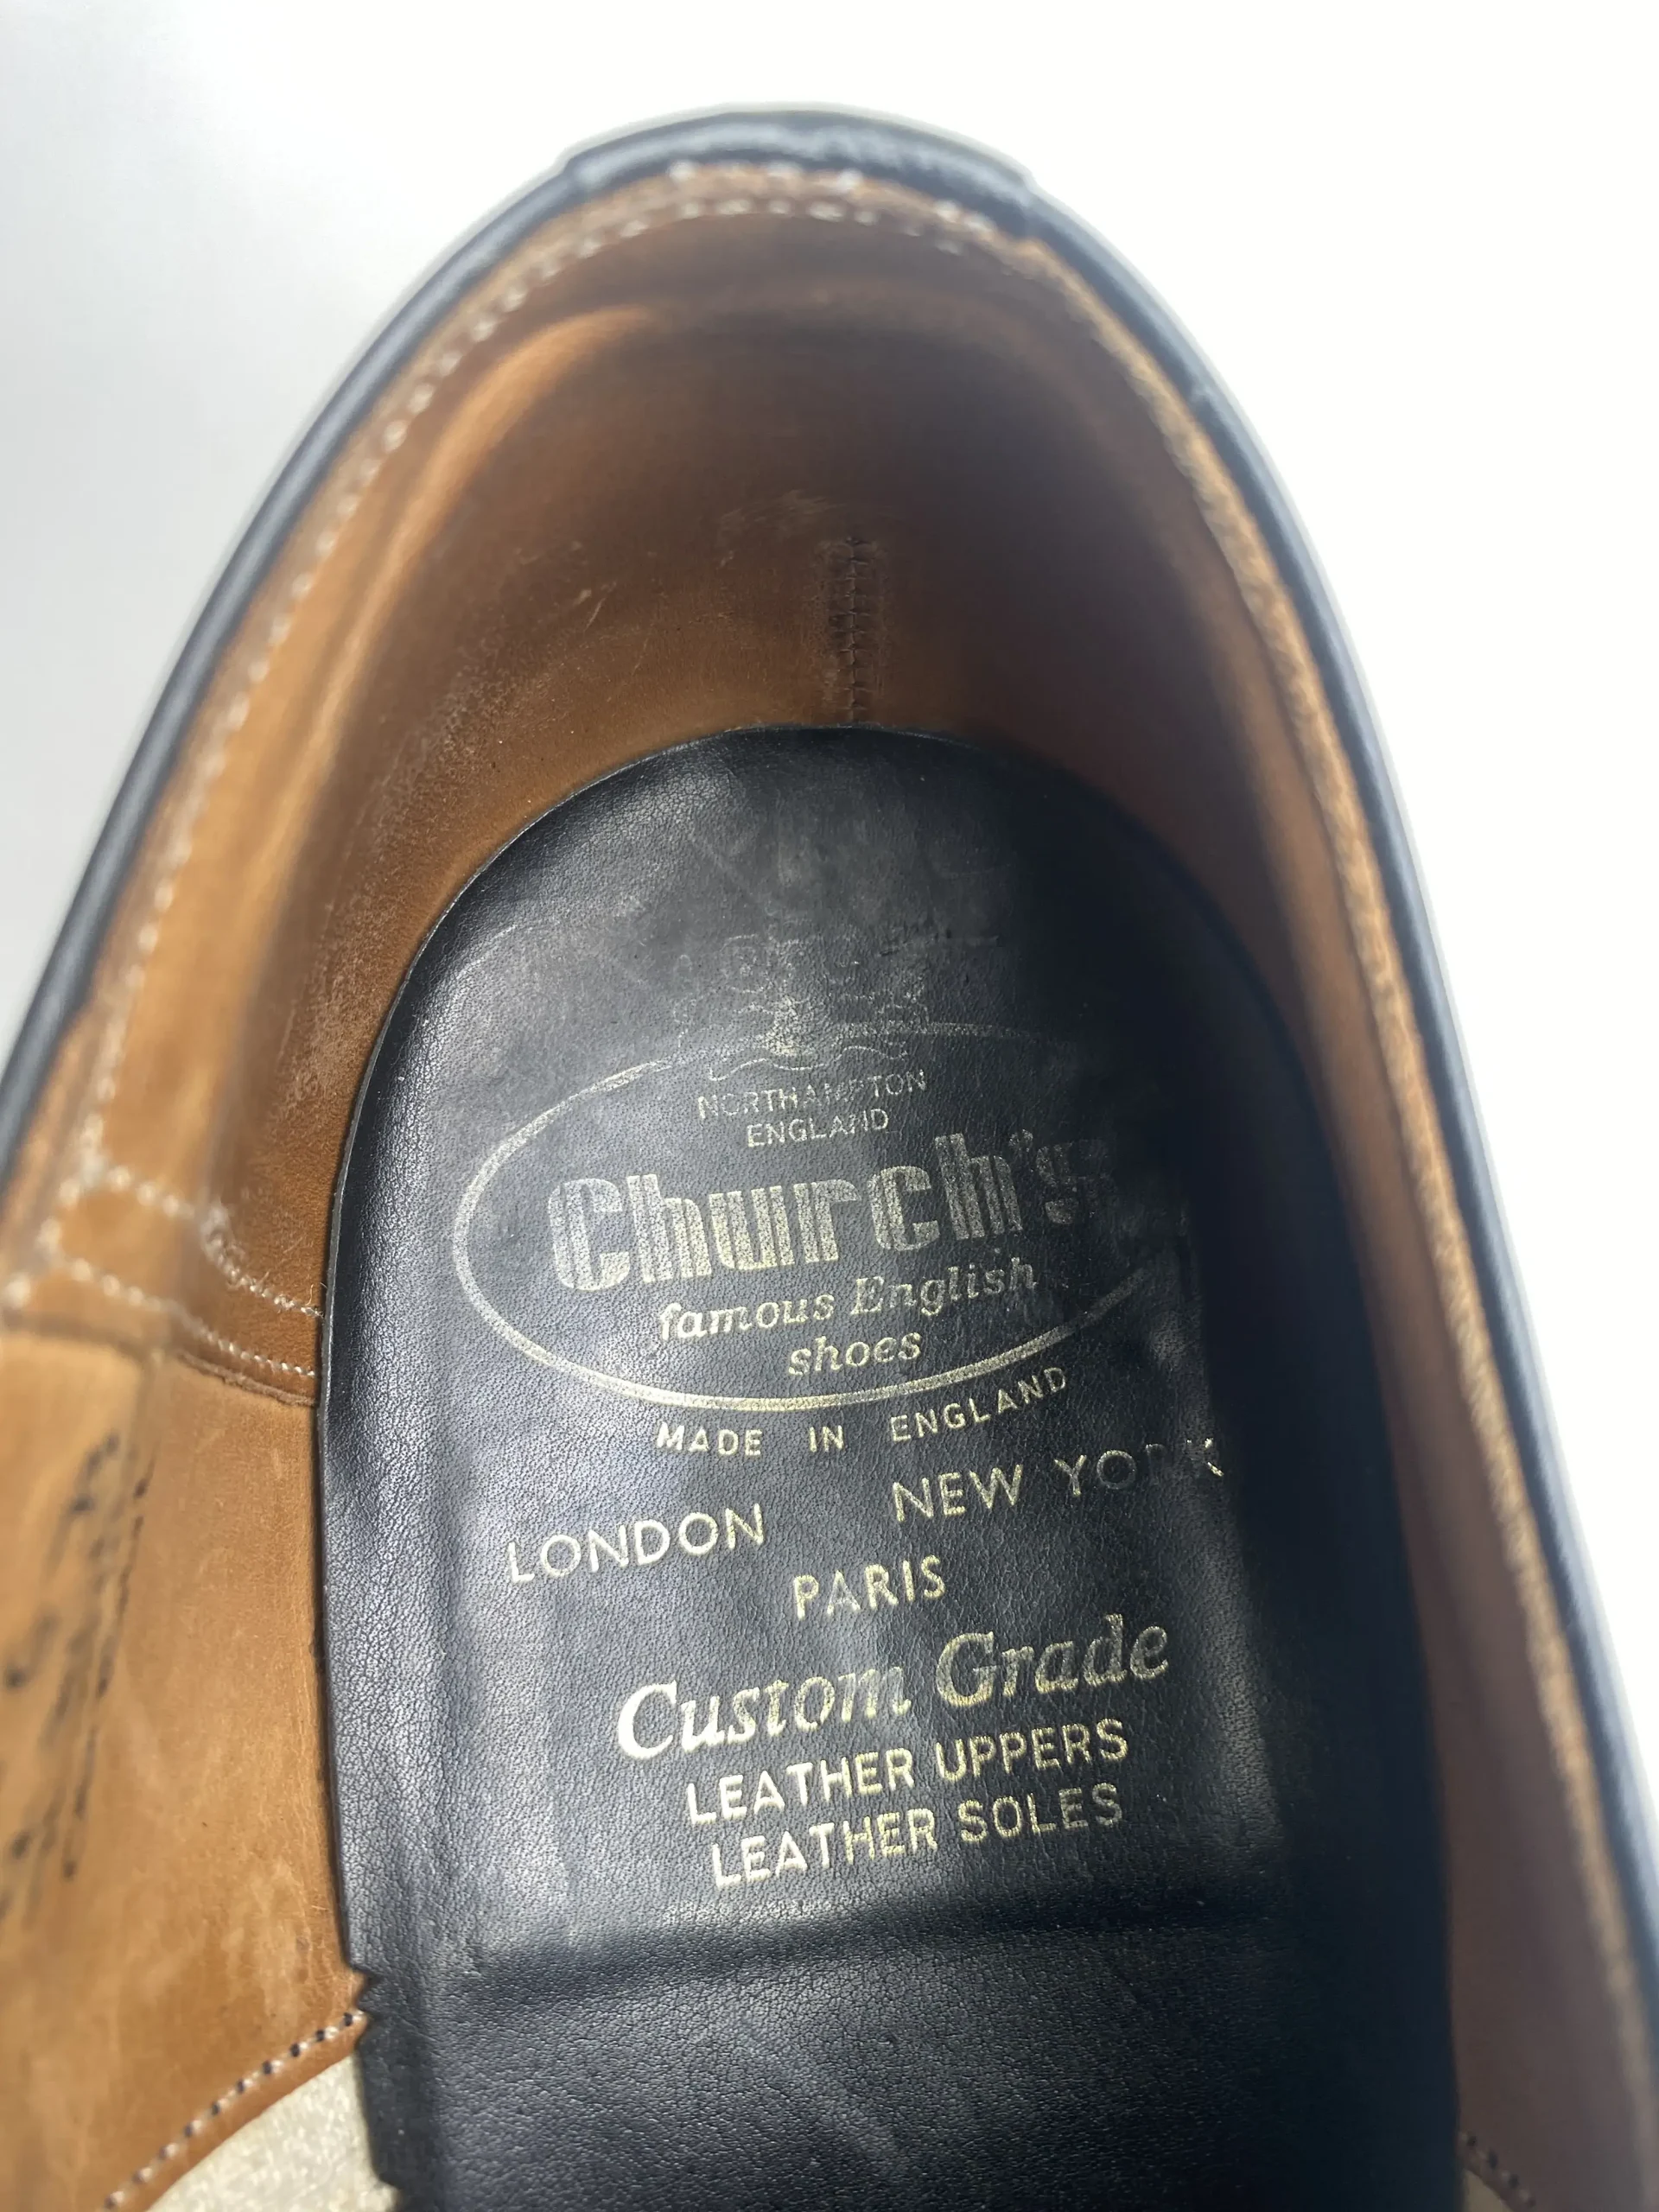 NORTHAMPTON
ENGLAND
Church's
famous English
shoes
MADE IN ENGLAND
LONDON NEW YORK
PARIS
Custom Grade
LEATHER UPPERS
LEATHER SOLES